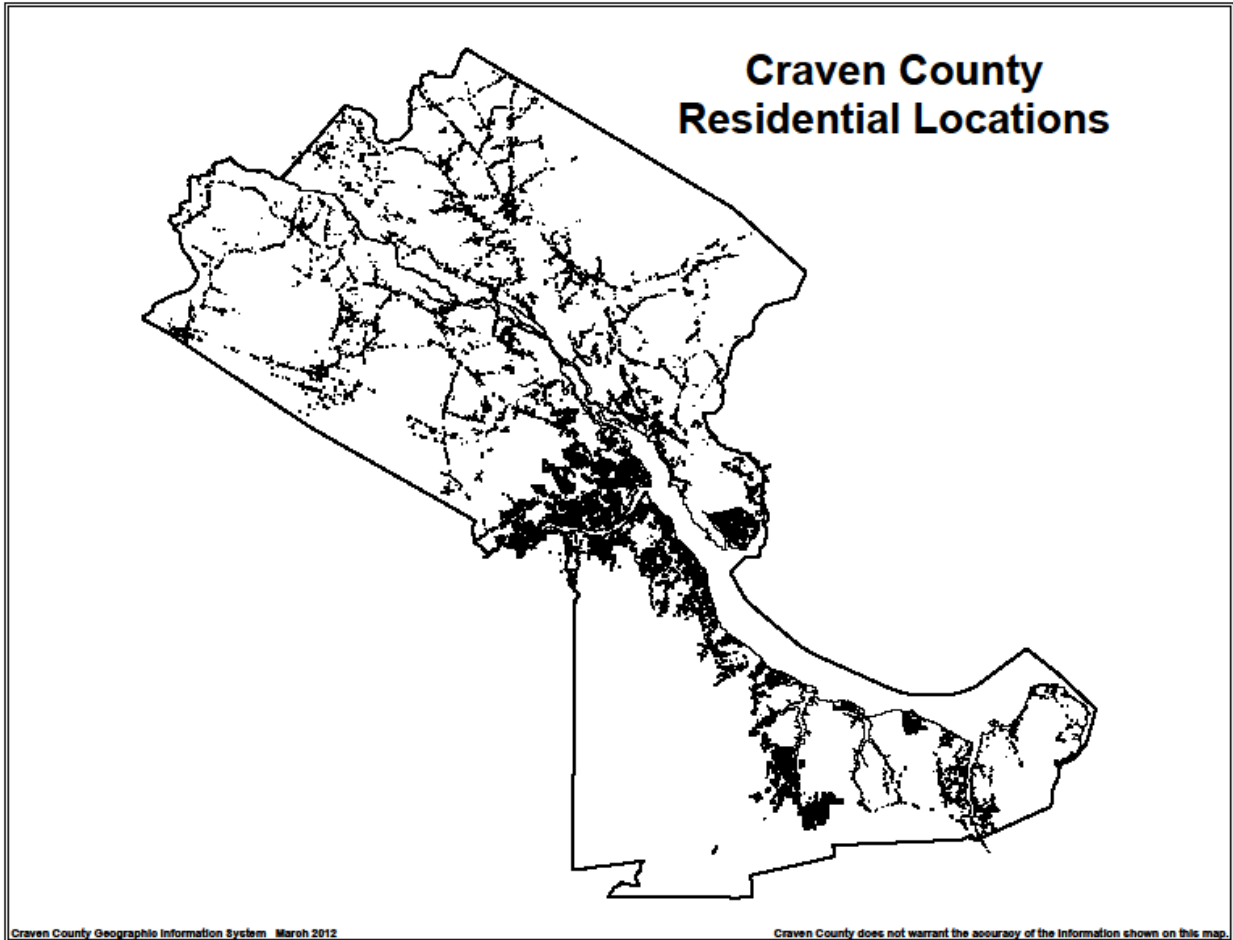 Craven County
Residential Locations
Craven County Geographic Information System March 2012
Craven County does not warrant the accuracy of the information shown on this map.